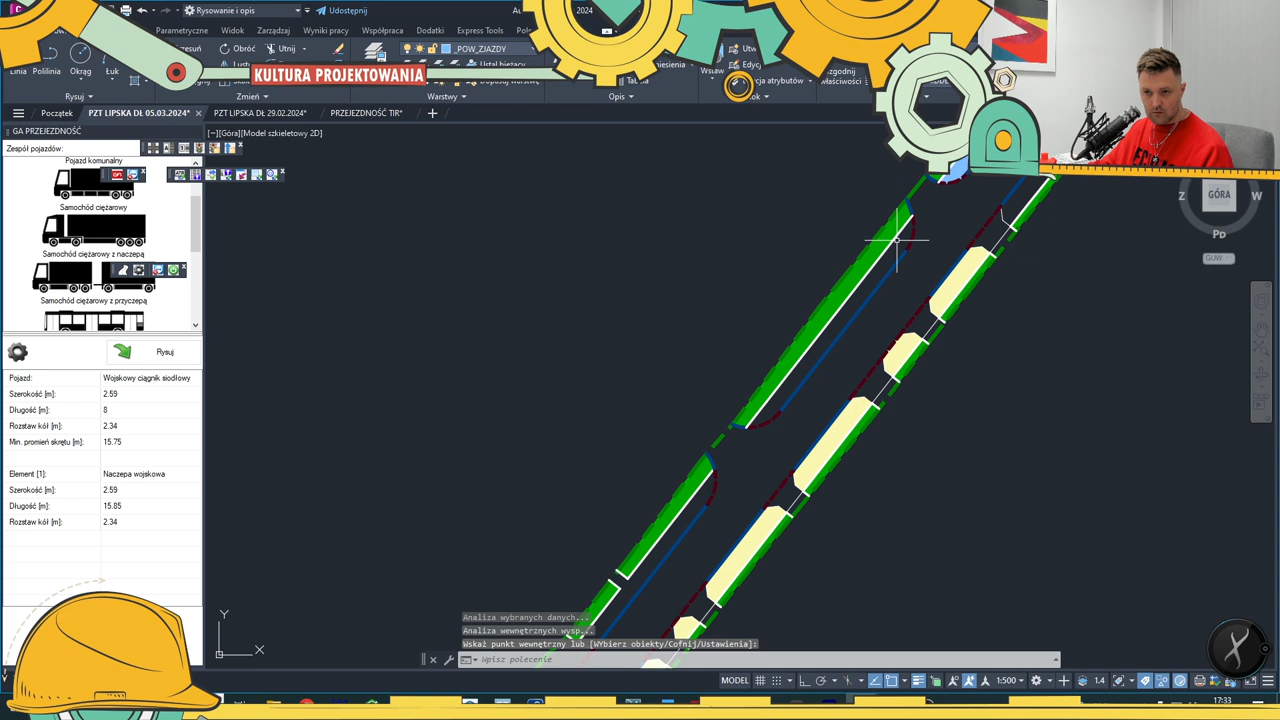 Rysowanie i opis
Udostępnij
2024
Parametryczne
Widok
Zarządzaj
Wyniki pracy
Współpraca
Dodatki
Express Tools
Obróć
Utnij
_POW_ZJAZDY
Linia
Polilinia
Okrąg
Łuk
KULTURA PROJEKTOWANIA
Wstaw
Edycja atrybutów
Rysuj
Zmień
Warstwy
Opis
Początek
PZT LIPSKA DŁ 05.03.2024*
PZT LIPSKA DŁ 29.02.2024*
PRZEJEZDNOŚĆ TIR*
GA PRZEJEZDNOŚĆ
[−][Góra][Model szkieletowy 2D]
Zespół pojazdów:
Pojazd komunalny
Samochód ciężarowy
Samochód ciężarowy z naczepą
Samochód ciężarowy z przyczepą
Z
GÓRA
W
Pd
GUW
Rysuj
Pojazd:
Wojskowy ciągnik siodłowy
Szerokość [m]:
2.59
Długość [m]:
8
Rozstaw kół [m]:
2.34
Min. promień skrętu [m]:
15.75
Element [1]:
Naczepa wojskowa
Szerokość [m]:
2.59
Długość [m]:
15.85
Rozstaw kół [m]:
2.34
Y
X
Analiza wybranych danych...
Analiza wewnętrznych wysp...
Wskaż punkt wewnętrzny lub [WYbierz obiekty/Cofnij/Ustawienia]:
Wpisz polecenie
MODEL
1:500
1.4
17:33